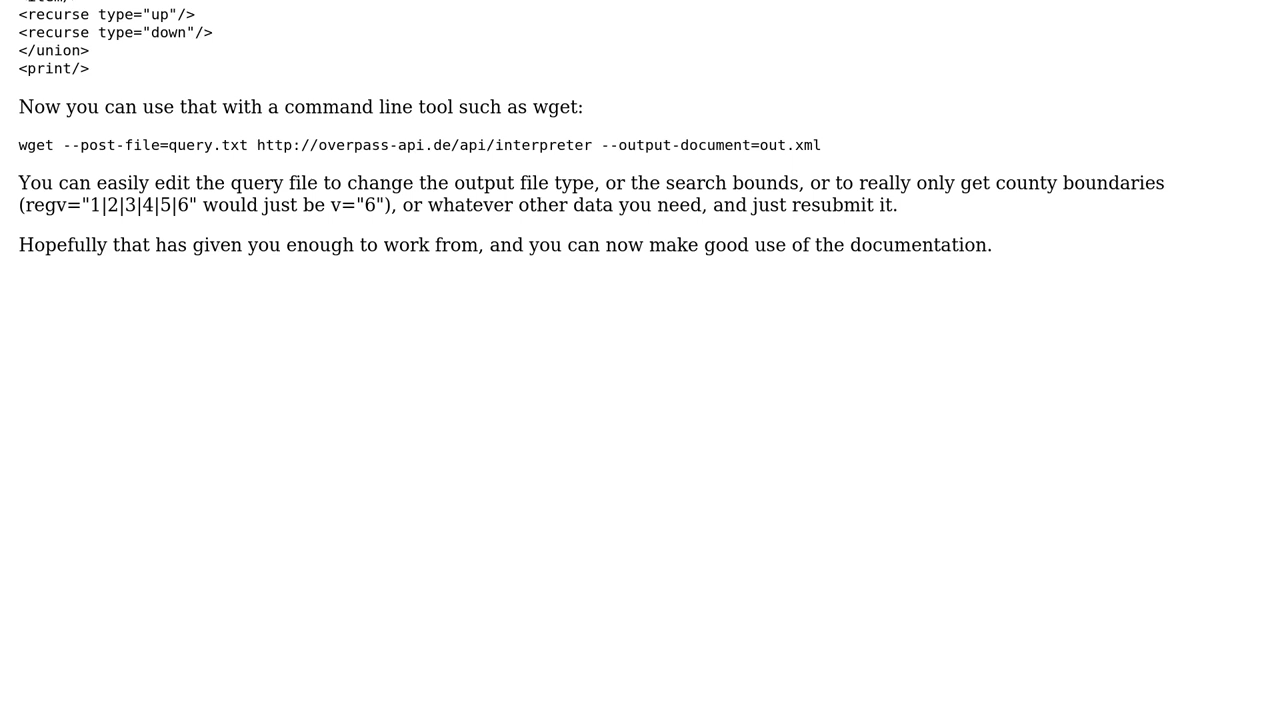 <item/>
<recurse type="up"/>
<recurse type="down"/>
</union>
<print/>
Now you can use that with a command line tool such as wget:
wget --post-file=query.txt http://overpass-api.de/api/interpreter --output-document=out.xml
You can easily edit the query file to change the output file type, or the search bounds, or to really only get county boundaries
(regv="1|2|3|4|5|6" would just be v="6"), or whatever other data you need, and just resubmit it.
Hopefully that has given you enough to work from, and you can now make good use of the documentation.